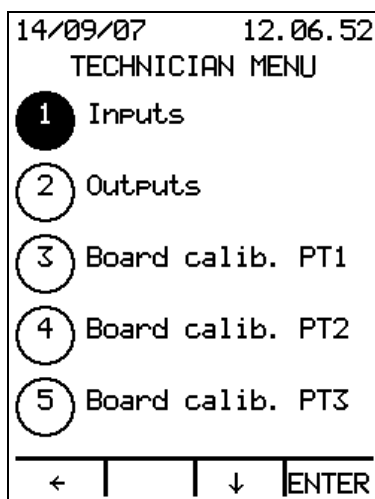 14/09/07 12.06.52
TECHNICIAN MENU
1 Inputs
2 Outputs
3 Board calib. PT1
4 Board calib. PT2
5 Board calib. PT3
← ↓ ENTER